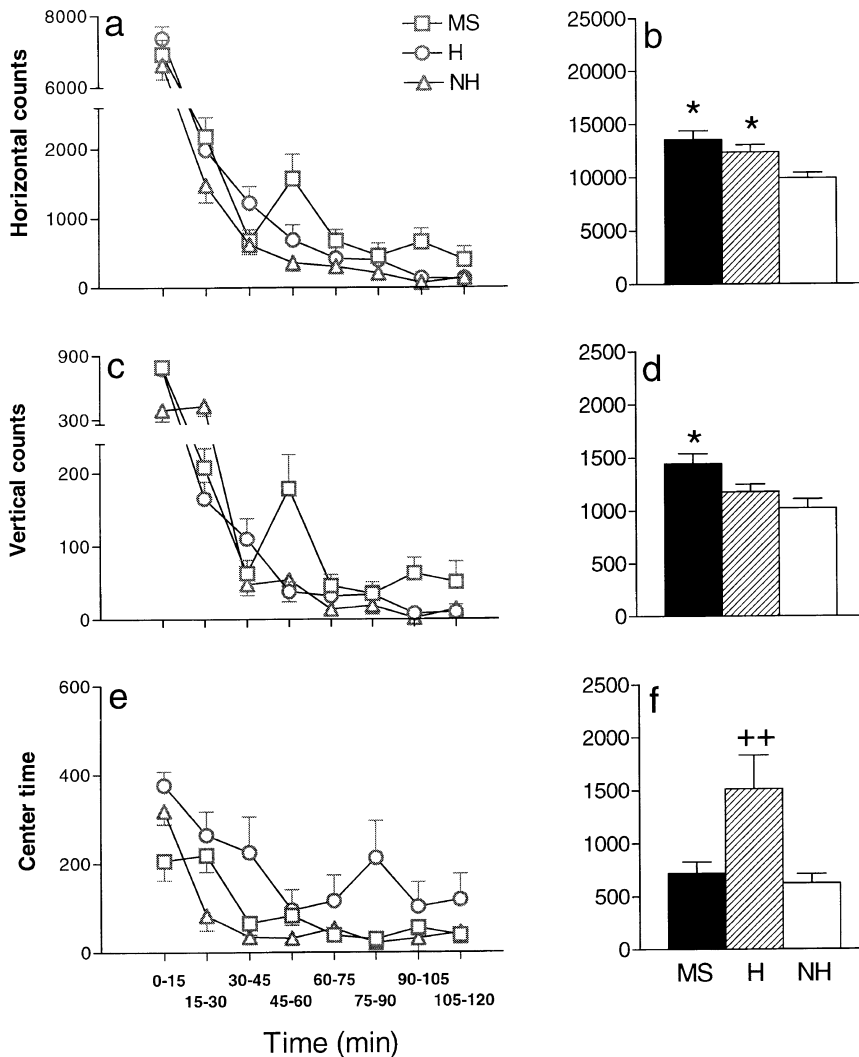 a
MS
H
NH
Horizontal counts
8000
6000
2000
1000
0
b
25000
20000
15000
10000
5000
0
*
*
c
Vertical counts
900
300
200
100
0
d
2500
2000
1500
1000
500
0
*
e
Center time
600
400
200
0
0-15
30-45
60-75
90-105
15-30
45-60
75-90
105-120
Time (min)
f
2500
2000
1500
1000
500
0
++
MS
H
NH